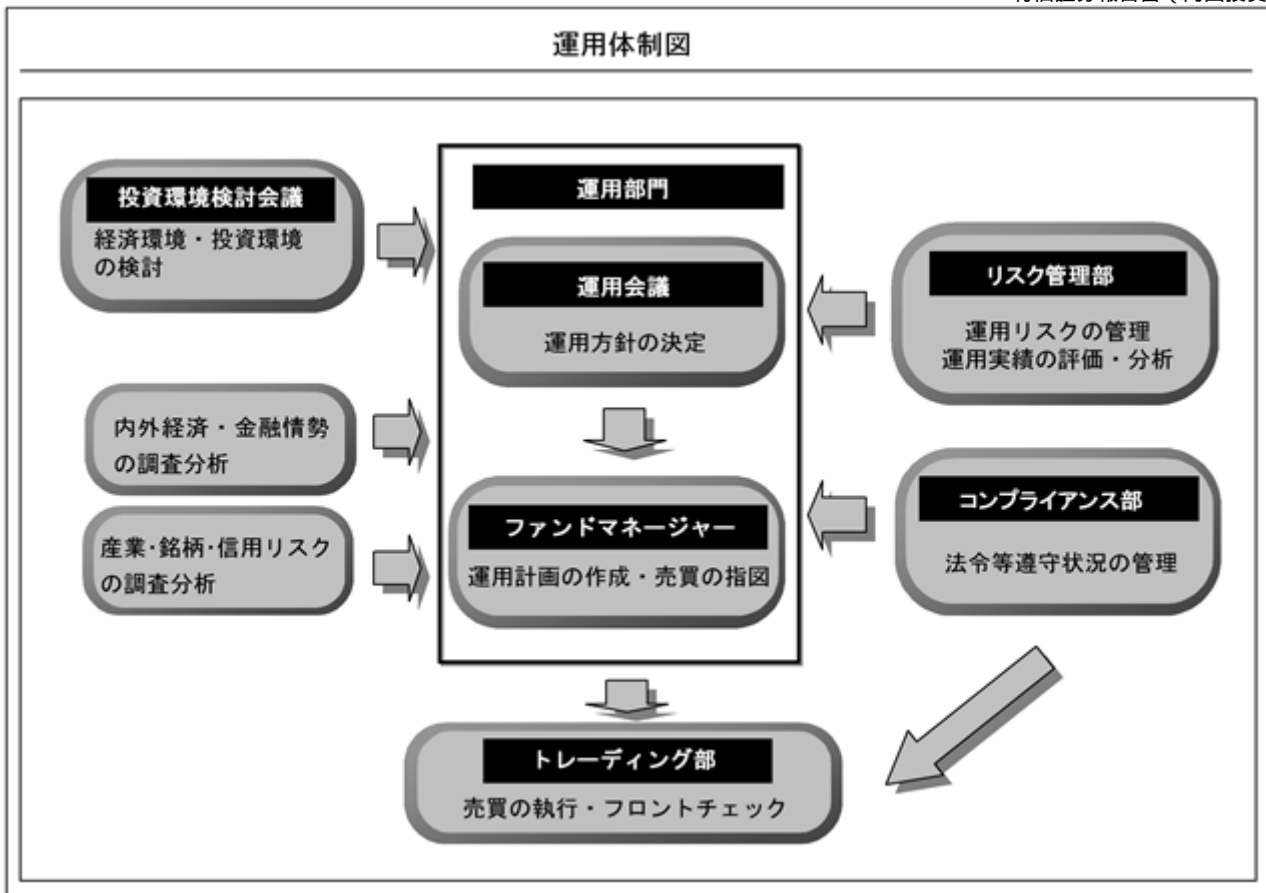 運用体制図
投資環境検討会議
経済環境・投資環境
の検討
内外経済・金融情勢
の調査分析
産業・銘柄・信用リスク
の調査分析
運用部門
運用会議
運用方針の決定
ファンドマネージャー
運用計画の作成・売買の指図
リスク管理部
運用リスクの管理
運用実績の評価・分析
コンプライアンス部
法令等遵守状況の管理
トレーディング部
売買の執行・フロントチェック